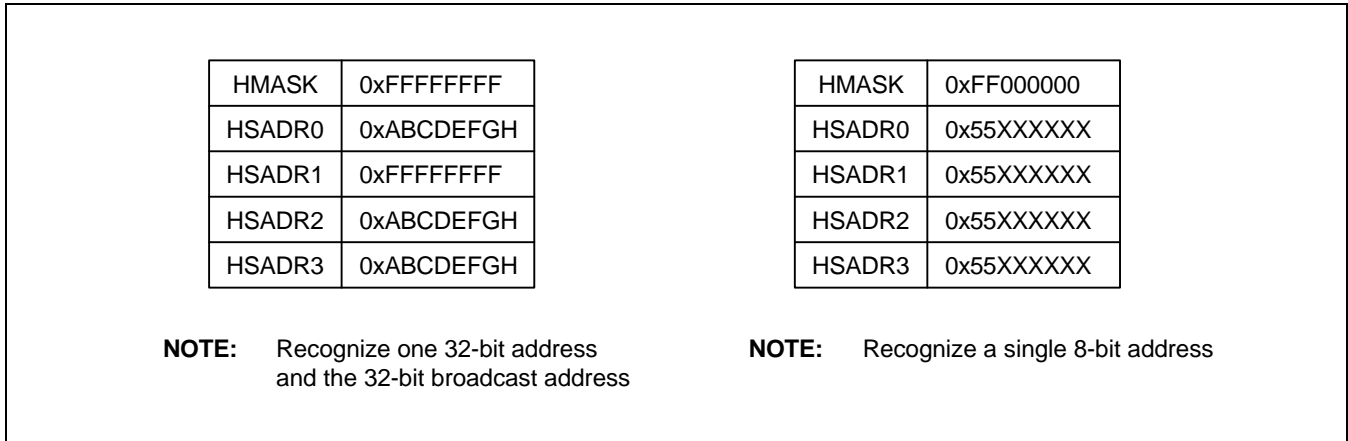 HMASK 0xFFFFFFFF
HSADR0 0xABCDEFGH
HSADR1 0xFFFFFFFF
HSADR2 0xABCDEFGH
HSADR3 0xABCDEFGH
NOTE: Recognize one 32-bit address
and the 32-bit broadcast address
HMASK 0xFF000000
HSADR0 0x55XXXXXX
HSADR1 0x55XXXXXX
HSADR2 0x55XXXXXX
HSADR3 0x55XXXXXX
NOTE: Recognize a single 8-bit address